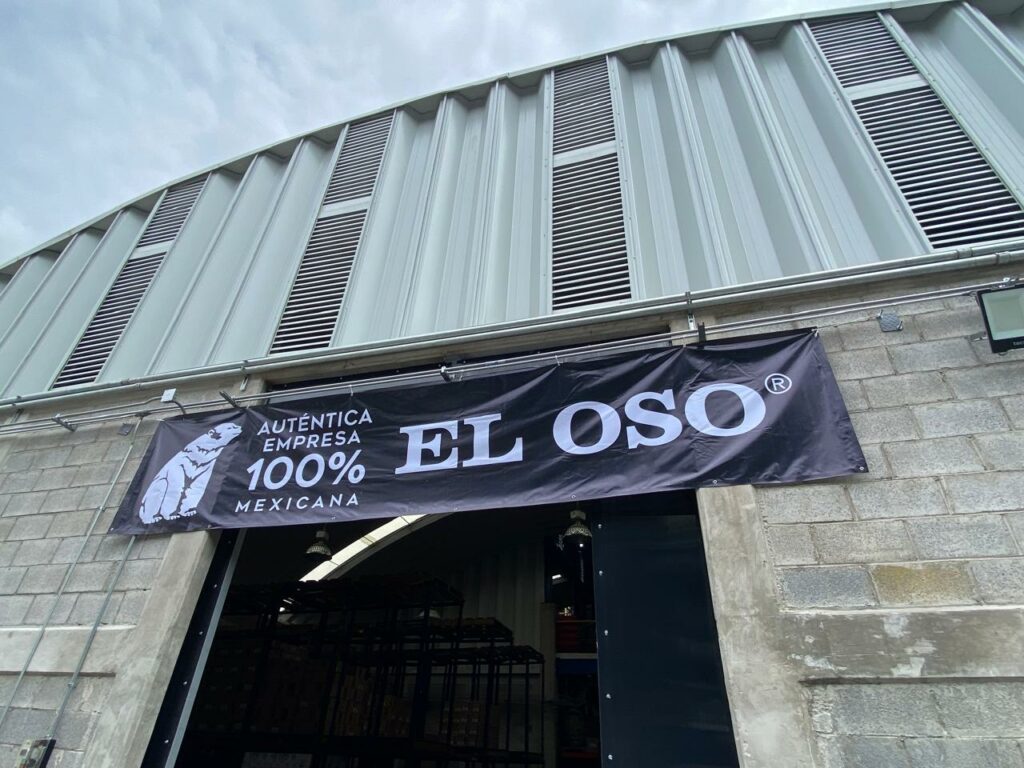 AUTÉNTICA
EMPRESA
100%
MEXICANA
EL OSO®